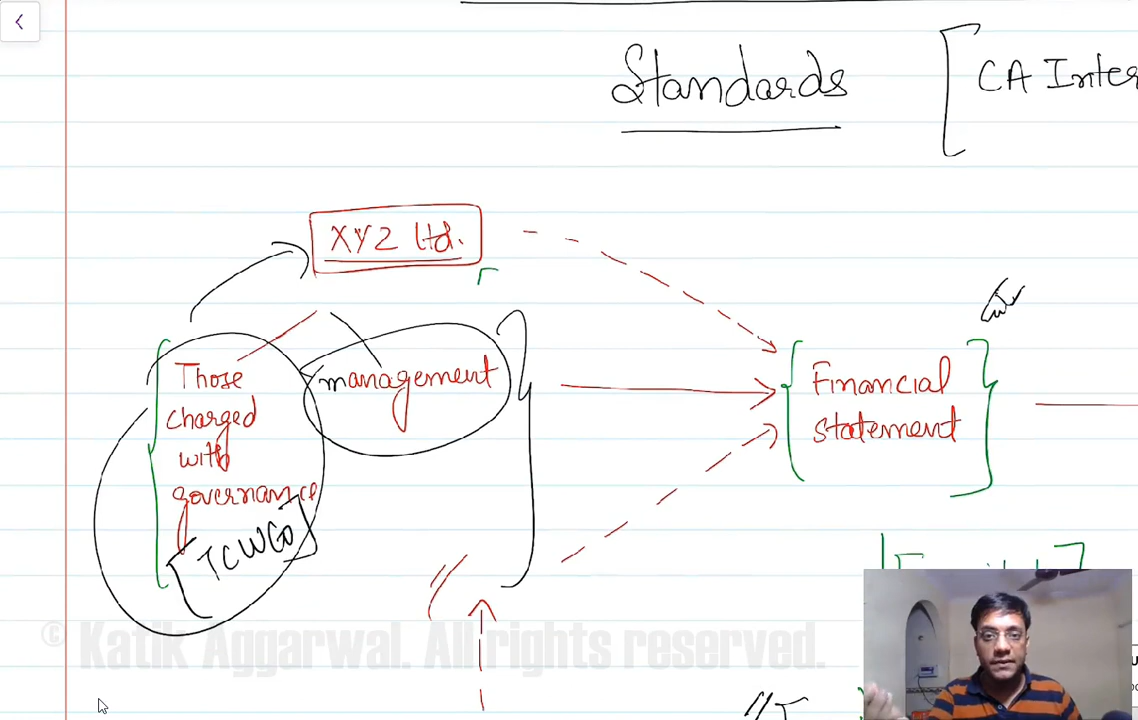 Standards
CA Inter
XYZ Ltd.
Those
charged
with
governance
[TCWG]
management
Financial
statement
© Katik Aggarwal. All rights reserved.